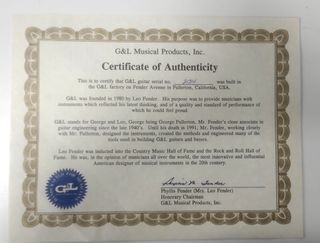 G&L Musical Products, Inc.
Certificate of Authenticity
This is to certify that G&L guitar serial no. was built in
the G&L factory on Fender Avenue in Fullerton, California, USA.
G&L was founded in 1980 by Leo Fender. His purpose was to provide musicians with
instruments which reflected his latest thinking, and of a quality and standard of performance of
which he could feel proud.
G&L stands for George and Leo, George being George Fullerton, Mr. Fender's close associate in
guitar engineering since the late 1940's. Until his death in 1991, Mr. Fender, working closely
with Mr. Fullerton, designed the instruments, created the methods and engineered many of the
tools used in building G&L guitars and basses.
Leo Fender was inducted into the Country Music Hall of Fame and the Rock and Roll Hall of
Fame. He was, in the opinion of musicians all over the world, the most innovative and influential
American designer of musical instruments in the 20th century.
G&L
Phyllis M. Fender
Phyllis Fender (Mrs. Leo Fender)
Honorary Chairman
G&L Musical Products, Inc.